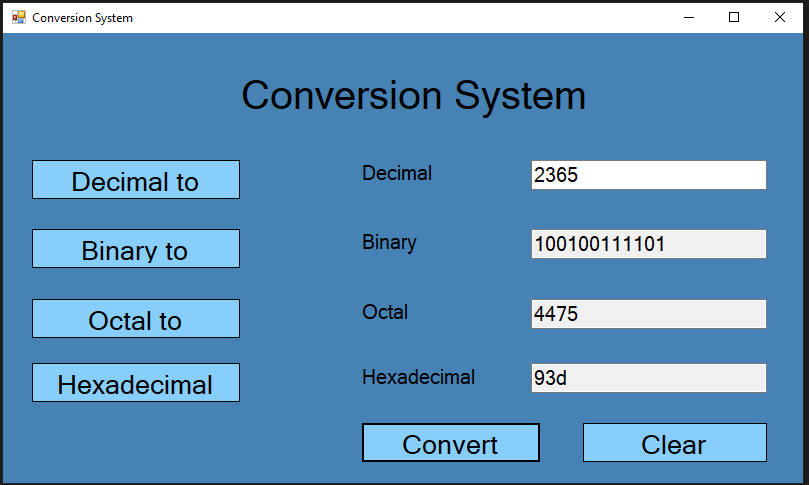 Conversion System
Conversion System
Decimal to
Decimal
2365
Binary to
Binary
100100111101
Octal to
Octal
4475
Hexadecimal
Hexadecimal
93d
Convert
Clear